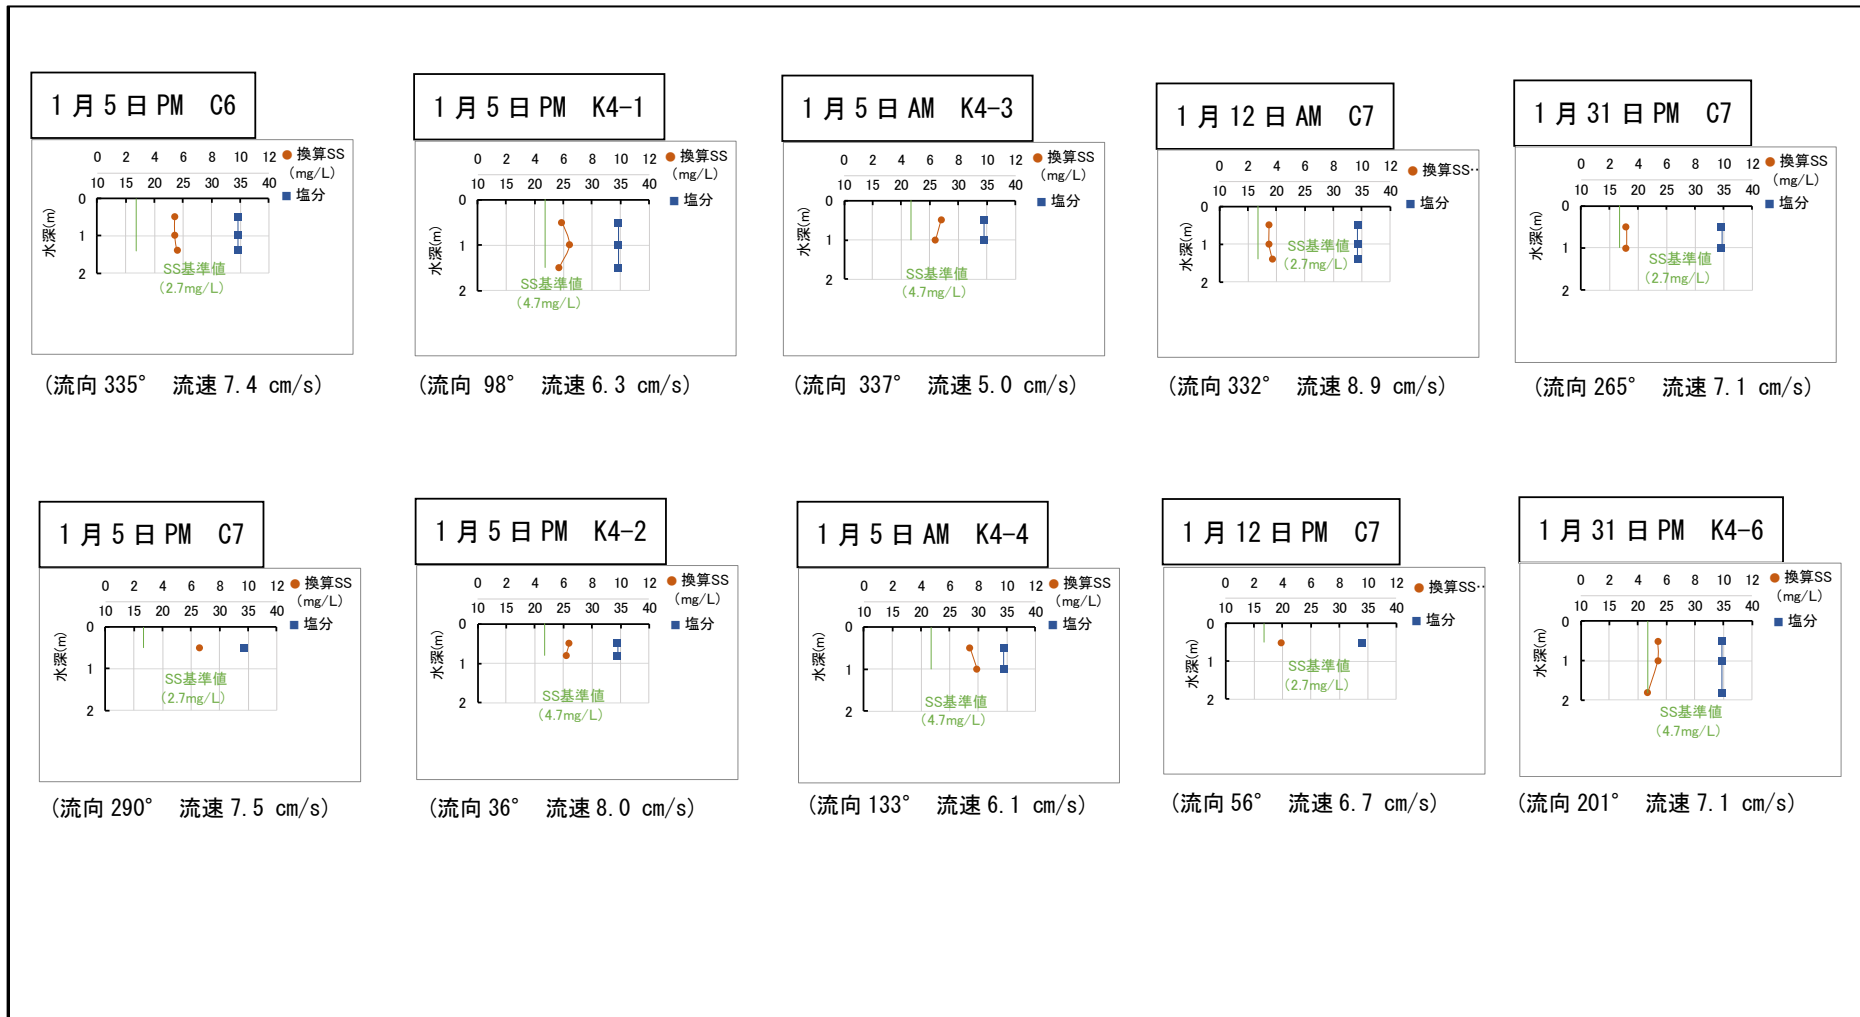 1月5日PM C6
0 2 4 6 8 10 12
10 15 20 25 30 35 40
換算SS
(mg/L)
塩分
水深(m)
0
1
2
SS基準値
(2.7mg/L)
(流向 335° 流速 7.4 cm/s)
1月5日PM K4-1
0 2 4 6 8 10 12
10 15 20 25 30 35 40
換算SS
(mg/L)
塩分
水深(m)
0
1
2
SS基準値
(4.7mg/L)
(流向 98° 流速 6.3 cm/s)
1月5日AM K4-3
0 2 4 6 8 10 12
10 15 20 25 30 35 40
換算SS
(mg/L)
塩分
水深(m)
0
1
2
SS基準値
(4.7mg/L)
(流向 337° 流速 5.0 cm/s)
1月12日AM C7
0 2 4 6 8 10 12
10 15 20 25 30 35 40
換算SS…
塩分
水深(m)
0
1
2
SS基準値
(2.7mg/L)
(流向 332° 流速 8.9 cm/s)
1月31日PM C7
0 2 4 6 8 10 12
10 15 20 25 30 35 40
換算SS
(mg/L)
塩分
水深(m)
0
1
2
SS基準値
(2.7mg/L)
(流向 265° 流速 7.1 cm/s)
1月5日PM C7
0 2 4 6 8 10 12
10 15 20 25 30 35 40
換算SS
(mg/L)
塩分
水深(m)
0
1
2
SS基準値
(2.7mg/L)
(流向 290° 流速 7.5 cm/s)
1月5日PM K4-2
0 2 4 6 8 10 12
10 15 20 25 30 35 40
換算SS
(mg/L)
塩分
水深(m)
0
1
2
SS基準値
(4.7mg/L)
(流向 36° 流速 8.0 cm/s)
1月5日AM K4-4
0 2 4 6 8 10 12
10 15 20 25 30 35 40
換算SS
(mg/L)
塩分
水深(m)
0
1
2
SS基準値
(4.7mg/L)
(流向 133° 流速 6.1 cm/s)
1月12日PM C7
0 2 4 6 8 10 12
10 15 20 25 30 35 40
換算SS…
塩分
水深(m)
0
1
2
SS基準値
(2.7mg/L)
(流向 56° 流速 6.7 cm/s)
1月31日PM K4-6
0 2 4 6 8 10 12
10 15 20 25 30 35 40
換算SS
(mg/L)
塩分
水深(m)
0
1
2
SS基準値
(4.7mg/L)
(流向 201° 流速 7.1 cm/s)